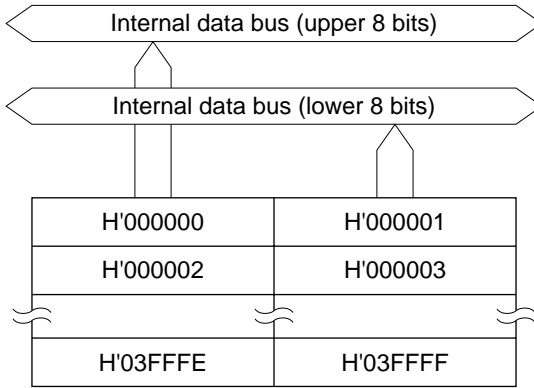 Internal data bus (upper 8 bits)
Internal data bus (lower 8 bits)
H'000000 H'000001
H'000002 H'000003
H'03FFFE H'03FFFF